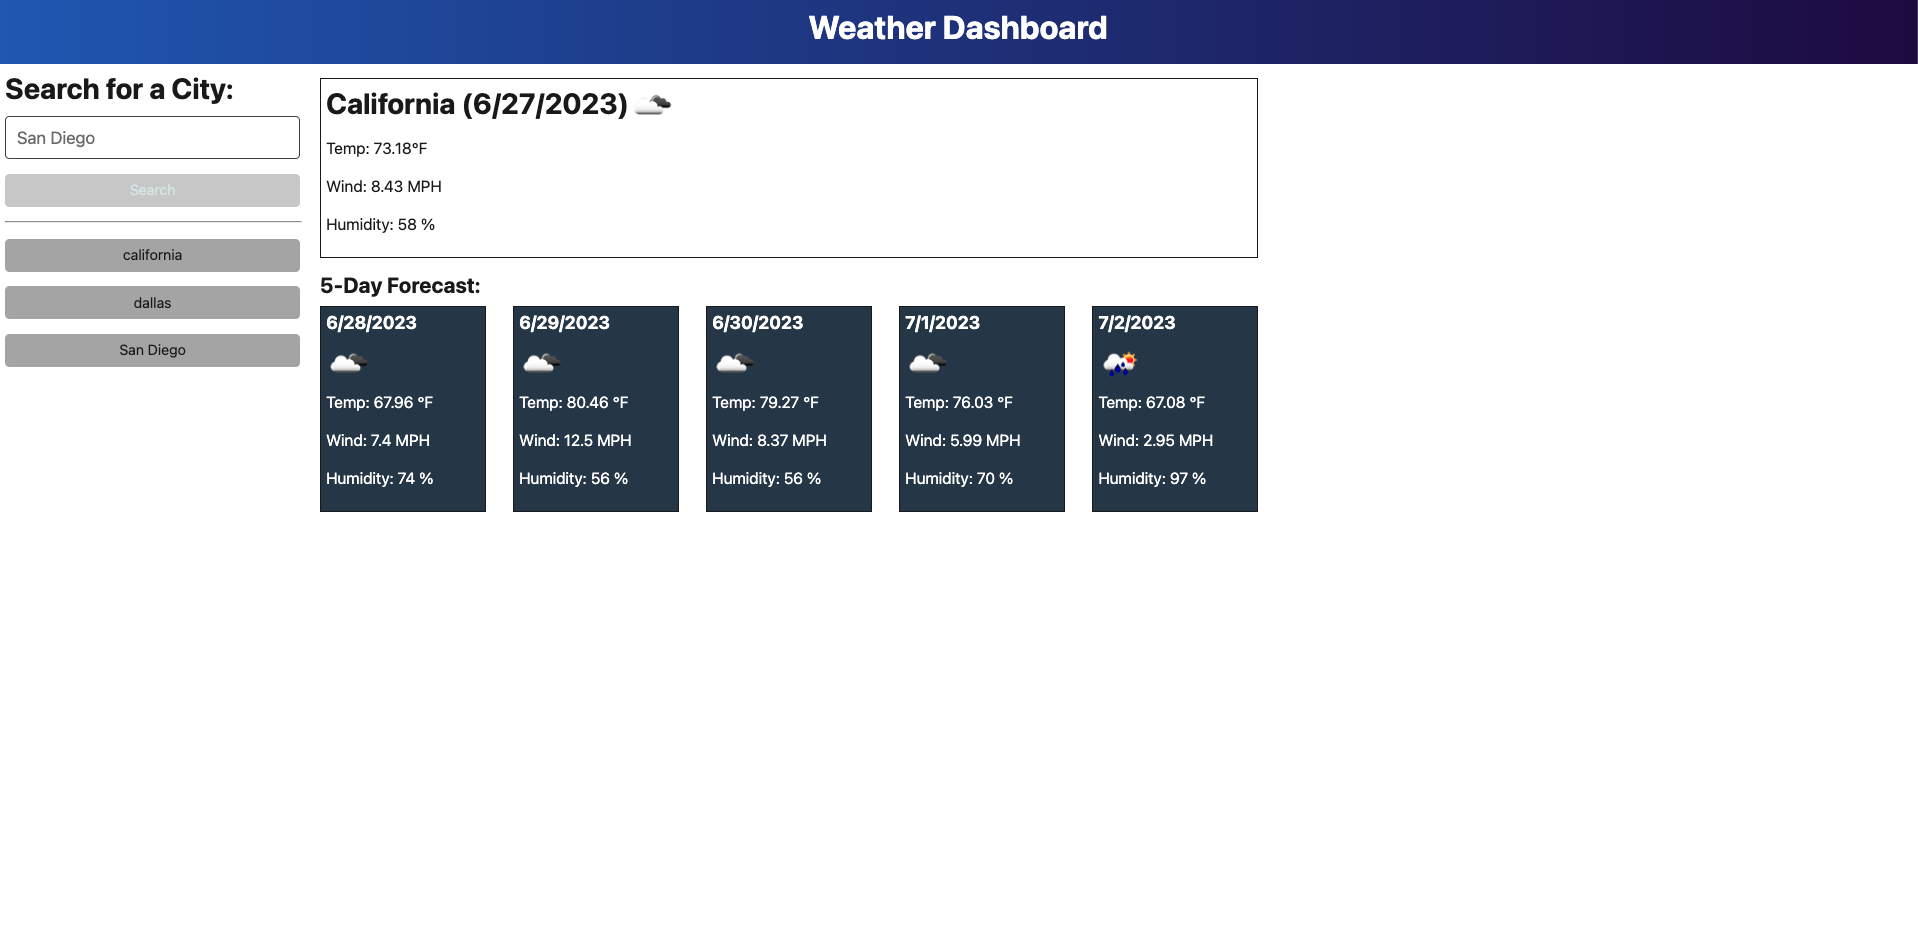 Weather Dashboard
Search for a City:
San Diego
Search
california
dallas
San Diego
California (6/27/2023)
Temp: 73.18°F
Wind: 8.43 MPH
Humidity: 58 %
5-Day Forecast:
6/28/2023
Temp: 67.96 °F
Wind: 7.4 MPH
Humidity: 74 %
6/29/2023
Temp: 80.46 °F
Wind: 12.5 MPH
Humidity: 56 %
6/30/2023
Temp: 79.27 °F
Wind: 8.37 MPH
Humidity: 56 %
7/1/2023
Temp: 76.03 °F
Wind: 5.99 MPH
Humidity: 70 %
7/2/2023
Temp: 67.08 °F
Wind: 2.95 MPH
Humidity: 97 %